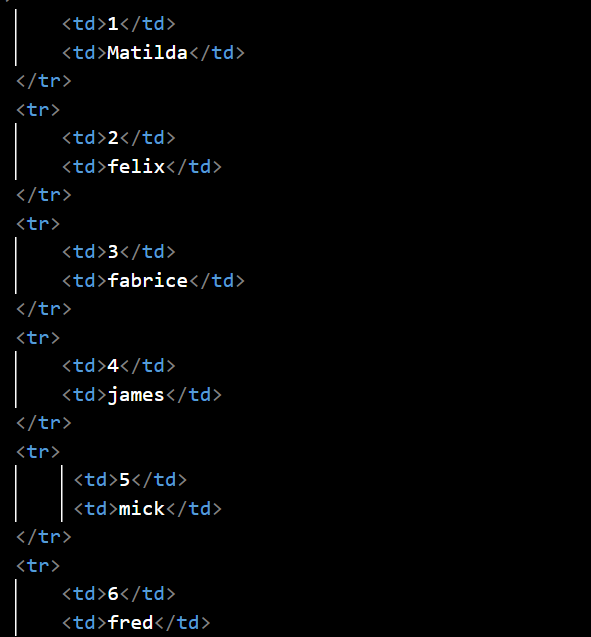 <td>1</td>
<td>Matilda</td>
</tr>
<tr>
<td>2</td>
<td>felix</td>
</tr>
<tr>
<td>3</td>
<td>fabrice</td>
</tr>
<tr>
<td>4</td>
<td>james</td>
</tr>
<tr>
<td>5</td>
<td>mick</td>
</tr>
<tr>
<td>6</td>
<td>fred</td>